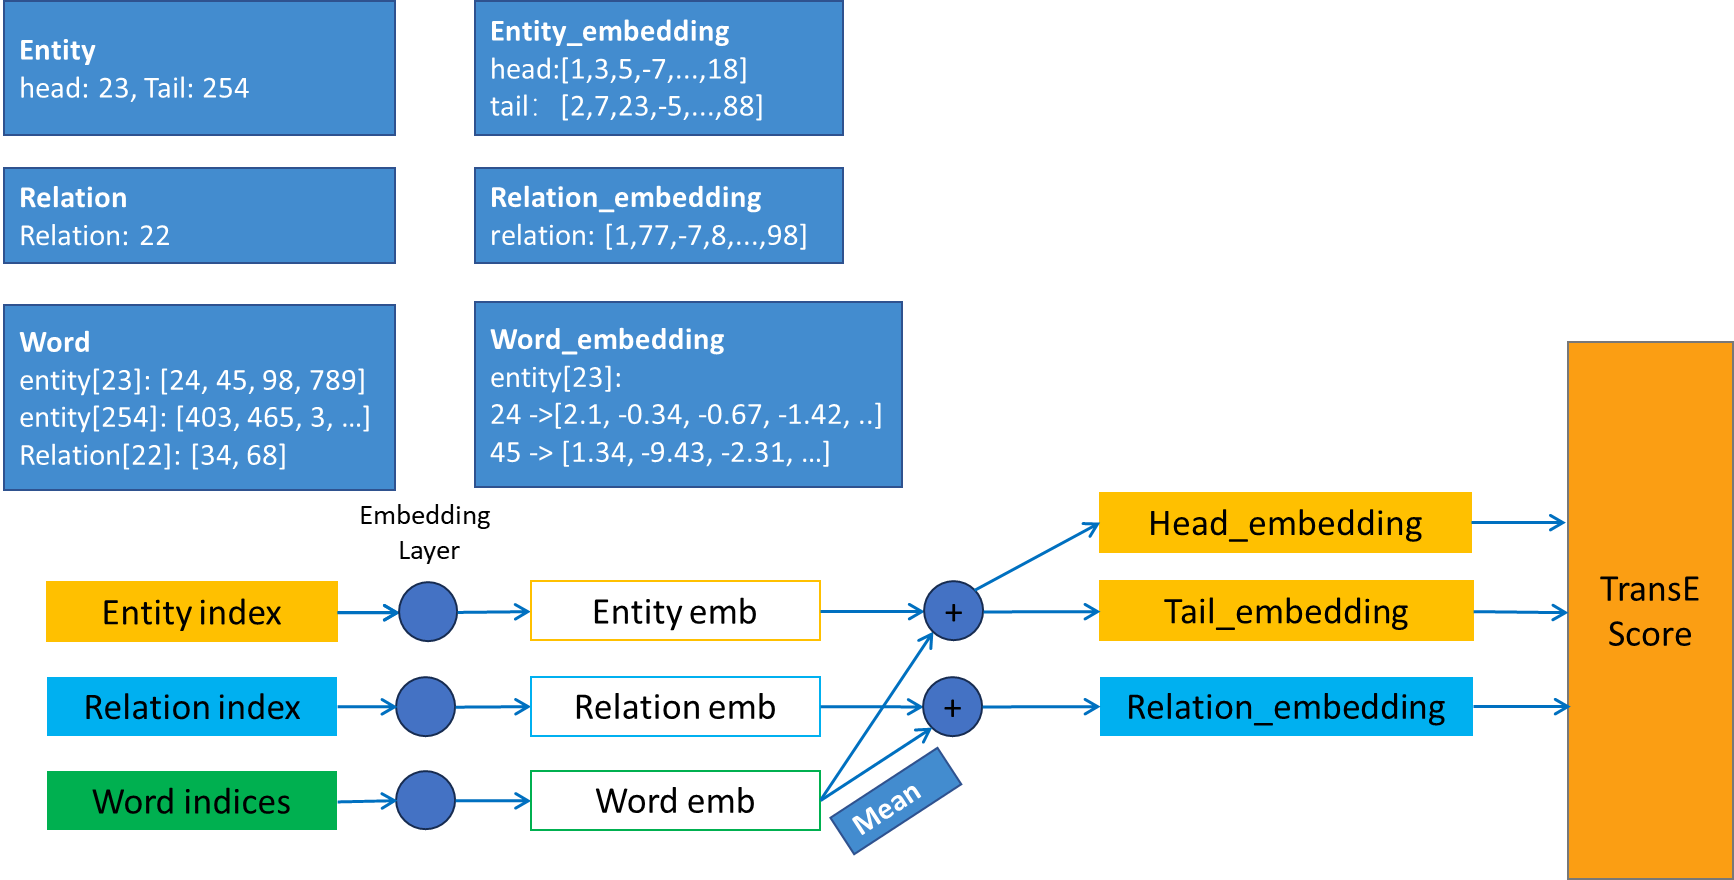 Entity
head: 23, Tail: 254
Entity_embedding
head:[1,3,5,-7,...,18]
tail： [2,7,23,-5,...,88]
Relation
Relation: 22
Relation_embedding
relation: [1,77,-7,8,...,98]
Word
entity[23]: [24, 45, 98, 789]
entity[254]: [403, 465, 3, ...]
Relation[22]: [34, 68]
Word_embedding
entity[23]:
24 ->[2.1, -0.34, -0.67, -1.42, ..]
45 -> [1.34, -9.43, -2.31, ...]
Embedding
Layer
Entity index
Entity emb
+
Head_embedding
Tail_embedding
Relation index
Relation emb
+
Relation_embedding
Word indices
Word emb
Mean
TransE
Score